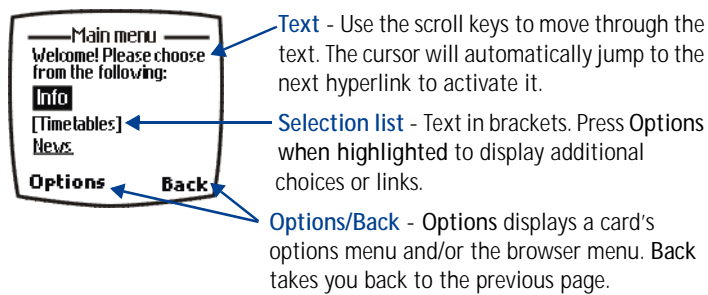 Main menu
Welcome! Please choose
from the following:
Info
[Timetables]
News
Options Back
Text - Use the scroll keys to move through the
text. The cursor will automatically jump to the
next hyperlink to activate it.
Selection list - Text in brackets. Press Options
when highlighted to display additional
choices or links.
Options/Back - Options displays a card's
options menu and/or the browser menu. Back
takes you back to the previous page.